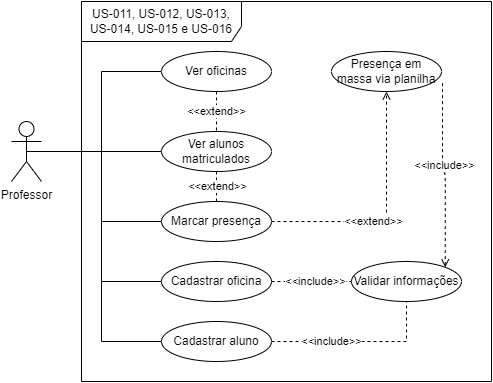 US-011, US-012, US-013,
US-014, US-015 e US-016
Ver oficinas
Presença em
massa via planilha
<<extend>>
Ver alunos
matriculados
<<include>>
Professor
<<extend>>
Marcar presença
<<extend>>
Cadastrar oficina
<<include>>
Validar informações
Cadastrar aluno
<<include>>